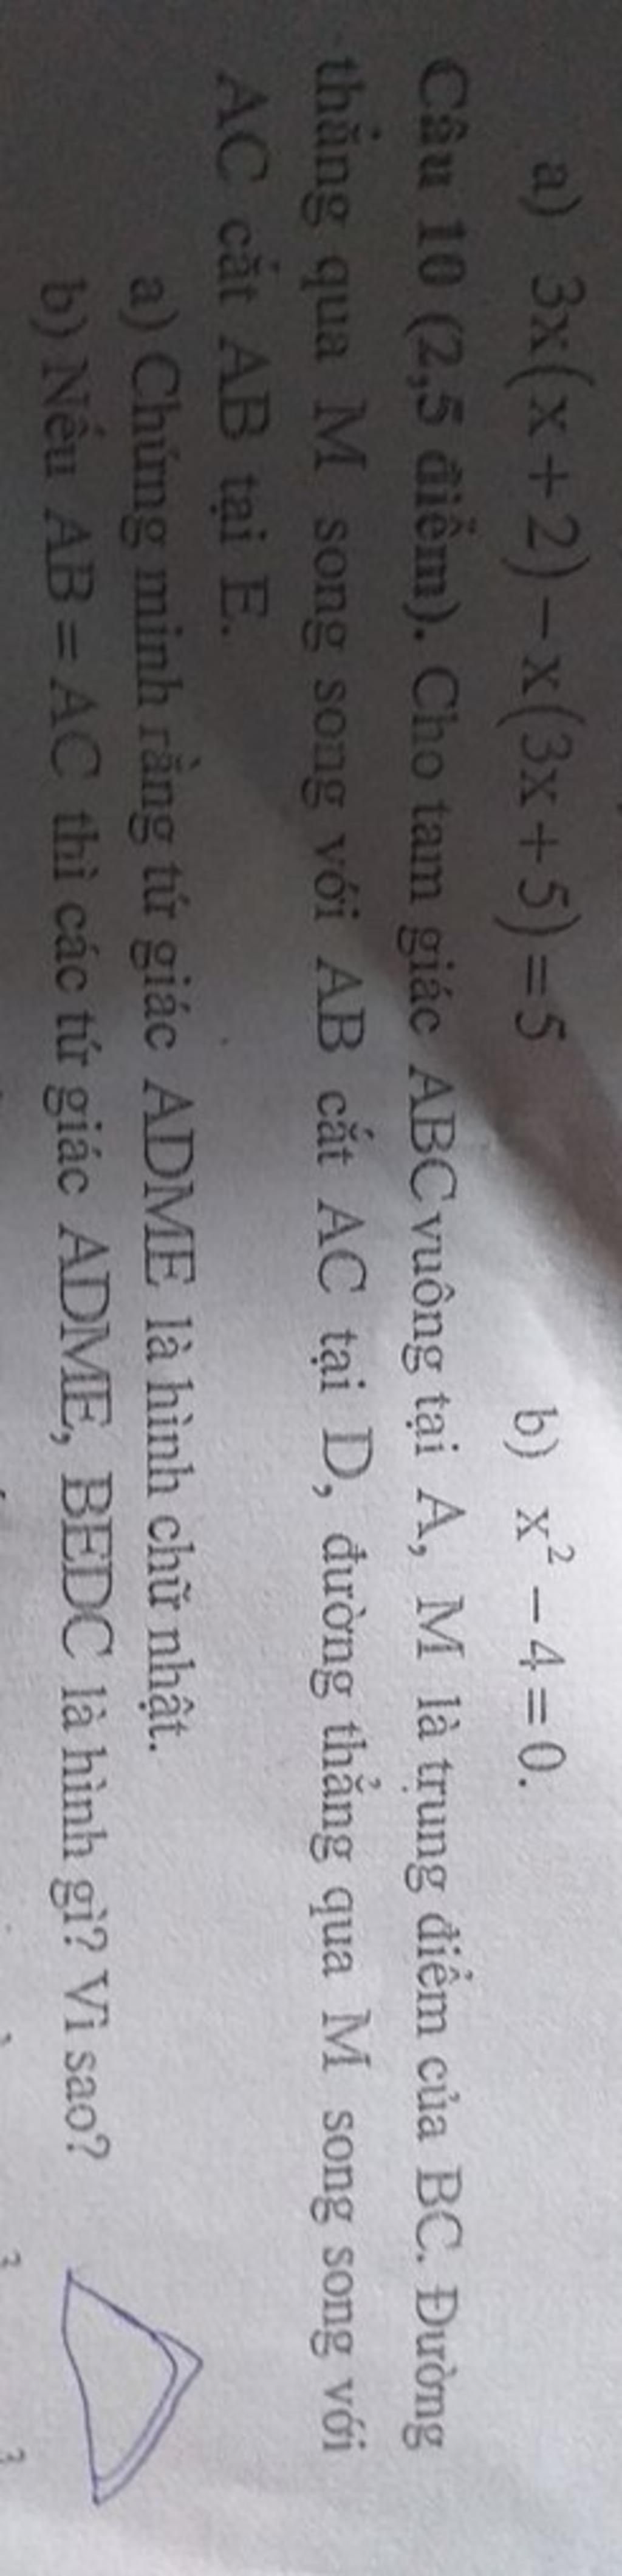 a) 3x(x+2)−x(3x+5)=5 b) x² − 4 = 0.
Câu 10 (2,5 điểm). Cho tam giác ABC vuông tại A, M là trung điểm của BC. Đường
thẳng qua M song song với AB cắt AC tại D, đường thẳng qua M song song với
AC cắt AB tại E.
a) Chứng minh rằng tứ giác ADME là hình chữ nhật.
b) Nếu AB = AC thì các tứ giác ADME, BEDC là hình gì? Vì sao?